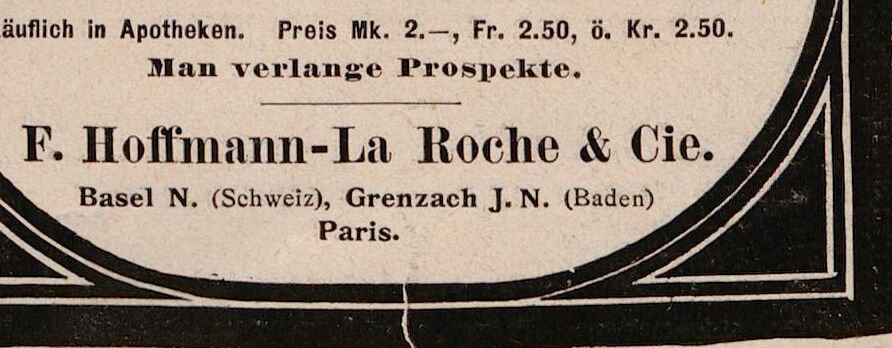 äuflich in Apotheken. Preis Mk. 2.—, Fr. 2.50, ö. Kr. 2.50.
Man verlange Prospekte.
F. Hoffmann-La Roche & Cie.
Basel N. (Schweiz), Grenzach J. N. (Baden)
Paris.